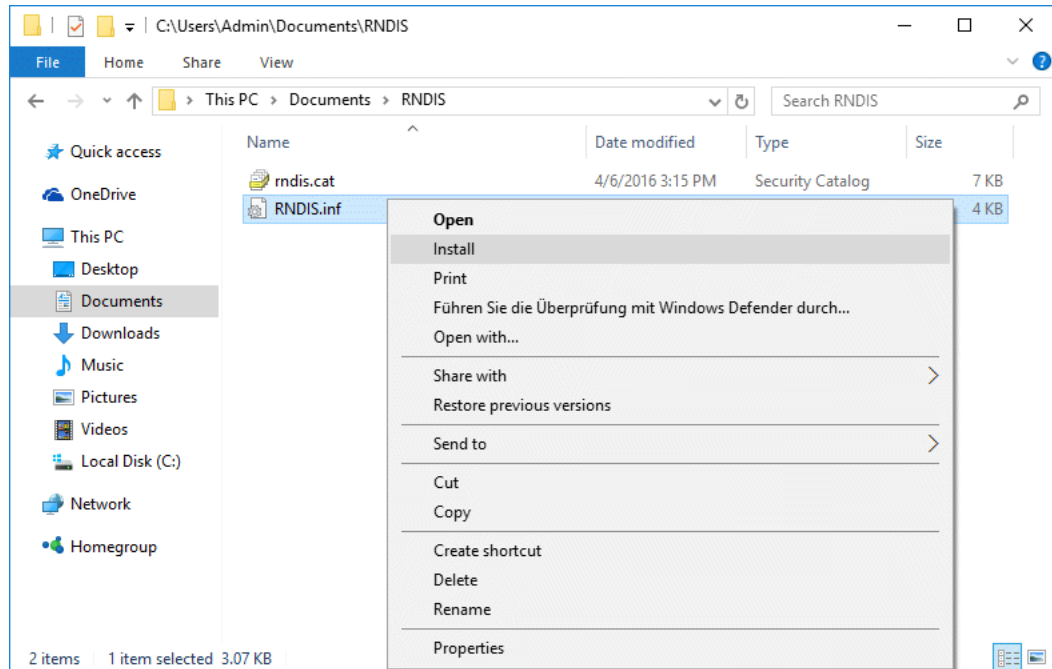 C:\Users\Admin\Documents\RNDIS
File Home Share View
This PC > Documents > RNDIS
Search RNDIS
Quick access
OneDrive
This PC
Desktop
Documents
Downloads
Music
Pictures
Videos
Local Disk (C:)
Network
Homegroup
Name Date modified Type Size
rndis.cat 4/6/2016 3:15 PM Security Catalog 7 KB
RNDIS.inf 4 KB
Open
Install
Print
Führen Sie die Überprüfung mit Windows Defender durch...
Open with...
Share with
Restore previous versions
Send to
Cut
Copy
Create shortcut
Delete
Rename
Properties
2 items 1 item selected 3.07 KB